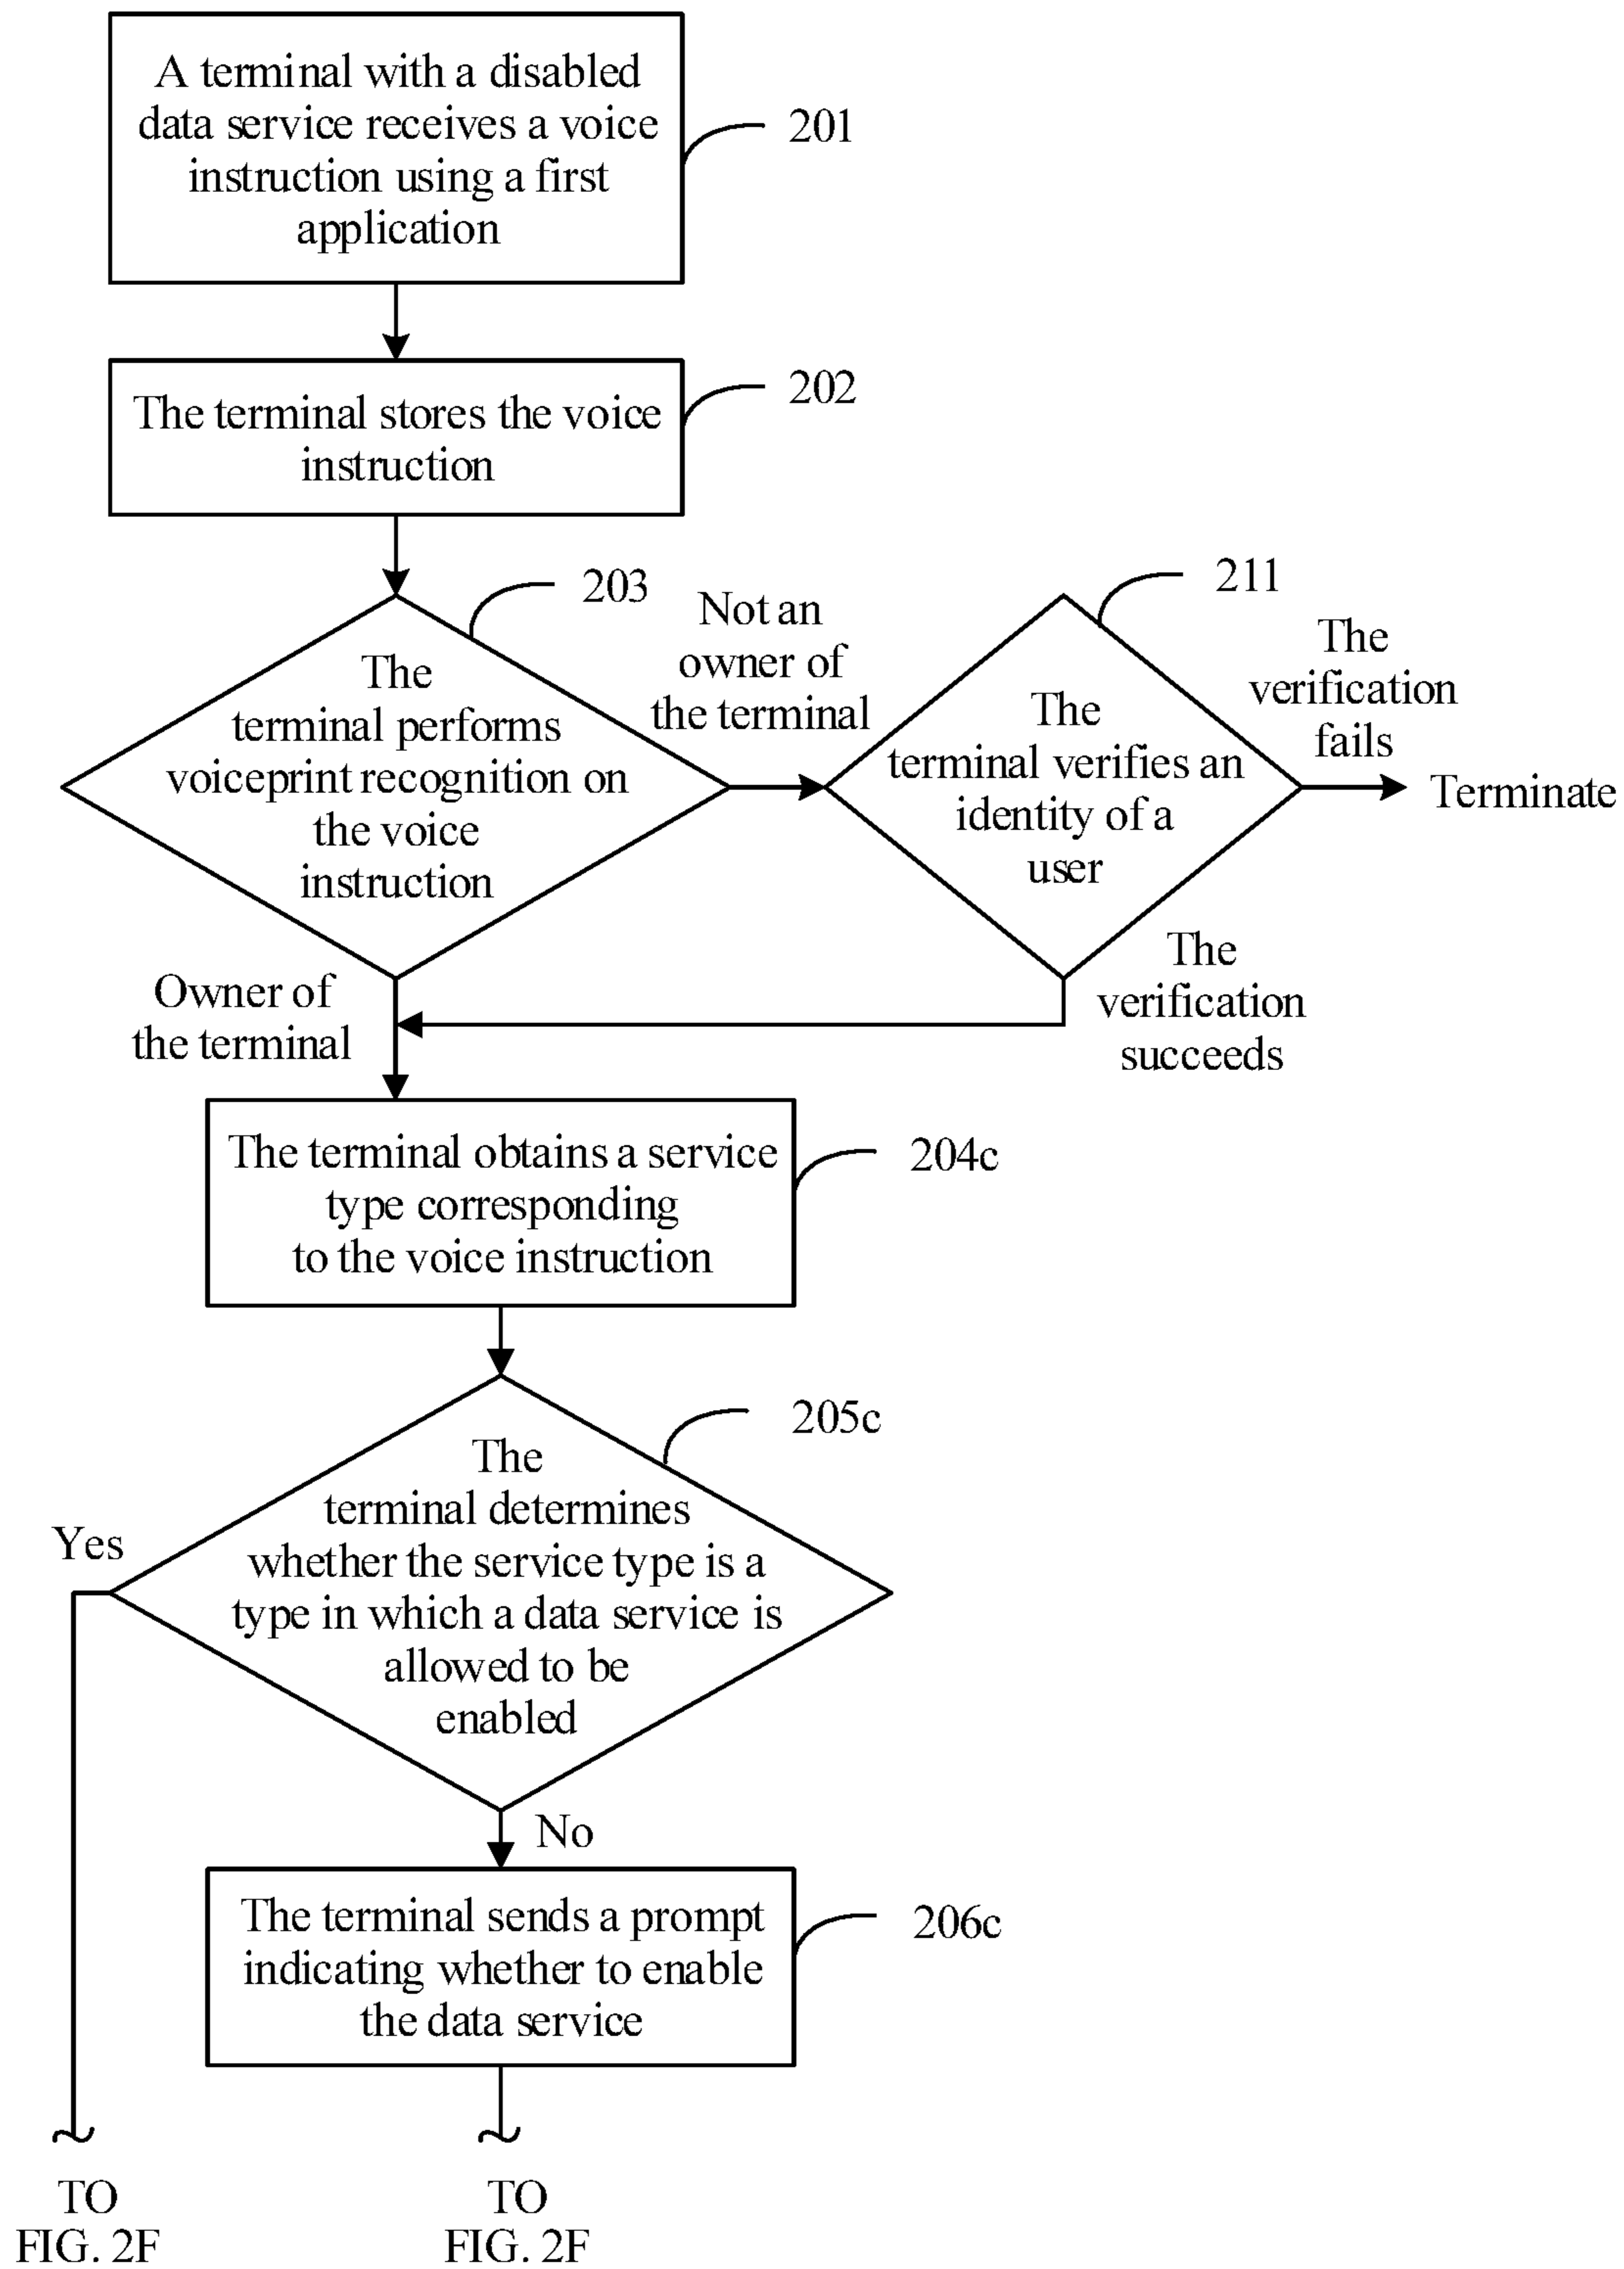 A terminal with a disabled
data service receives a voice
instruction using a first
application
201
The terminal stores the voice
instruction
202
203
The
terminal performs
voiceprint recognition on
the voice
instruction
Not an
owner of
the terminal
211
The
terminal verifies an
identity of a
user
The
verification
fails
Terminate
Owner of
the terminal
The
verification
succeeds
The terminal obtains a service
type corresponding
to the voice instruction
204c
205c
The
terminal determines
whether the service type is a
type in which a data service is
allowed to be
enabled
Yes
No
The terminal sends a prompt
indicating whether to enable
the data service
206c
TO
FIG. 2F
TO
FIG. 2F